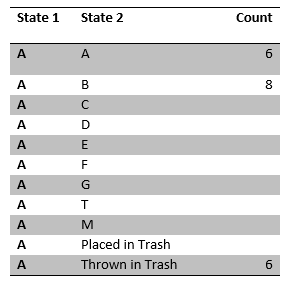 State 1 State 2 Count
A A 6
A B 8
A C
A D
A E
A F
A G
A T
A M
A Placed in Trash
A Thrown in Trash 6